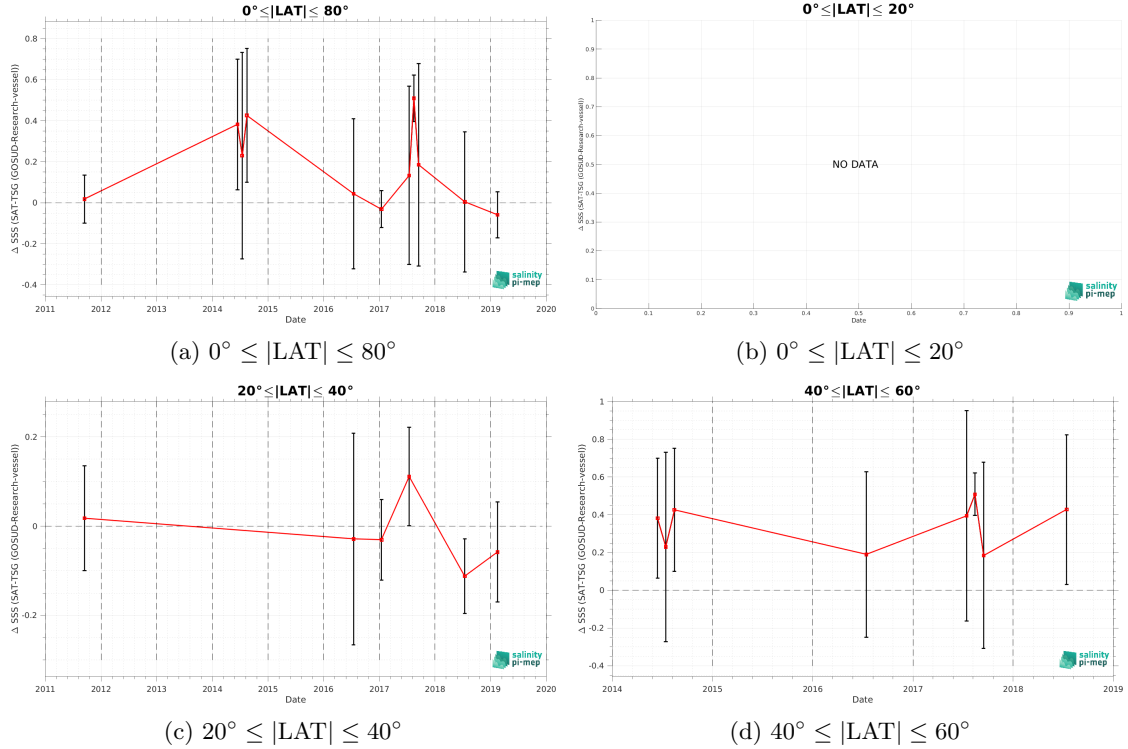 0°≤|LAT|≤ 80°
Δ SSS (SAT-TSG (GOSUD-Research-vessel))
0.8
0.6
0.4
0.2
0
-0.2
-0.4
2011 2012 2013 2014 2015 2016 2017 2018 2019 2020
Date
salinity
pi-mep
(a) 0° ≤ |LAT| ≤ 80°
0°≤|LAT|≤ 20°
Δ SSS (SAT-TSG (GOSUD-Research-vessel))
1
0.9
0.8
0.7
0.6
0.5
0.4
0.3
0.2
0.1
0
NO DATA
0 0.1 0.2 0.3 0.4 0.5 0.6 0.7 0.8 0.9 1
Date
salinity
pi-mep
(b) 0° ≤ |LAT| ≤ 20°
20°≤|LAT|≤ 40°
Δ SSS (SAT-TSG (GOSUD-Research-vessel))
0.2
0
-0.2
2011 2012 2013 2014 2015 2016 2017 2018 2019 2020
Date
salinity
pi-mep
(c) 20° ≤ |LAT| ≤ 40°
40°≤|LAT|≤ 60°
Δ SSS (SAT-TSG (GOSUD-Research-vessel))
1
0.8
0.6
0.4
0.2
0
-0.2
-0.4
2014 2015 2016 2017 2018 2019
Date
salinity
pi-mep
(d) 40° ≤ |LAT| ≤ 60°